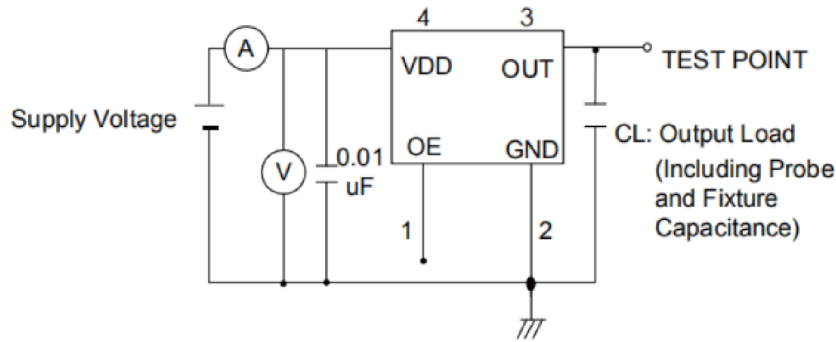 4
3
A
VDD
OUT
TEST POINT
Supply Voltage
CL: Output Load
(Including Probe
and Fixture
Capacitance)
OE
GND
0.01
uF
V
1
2